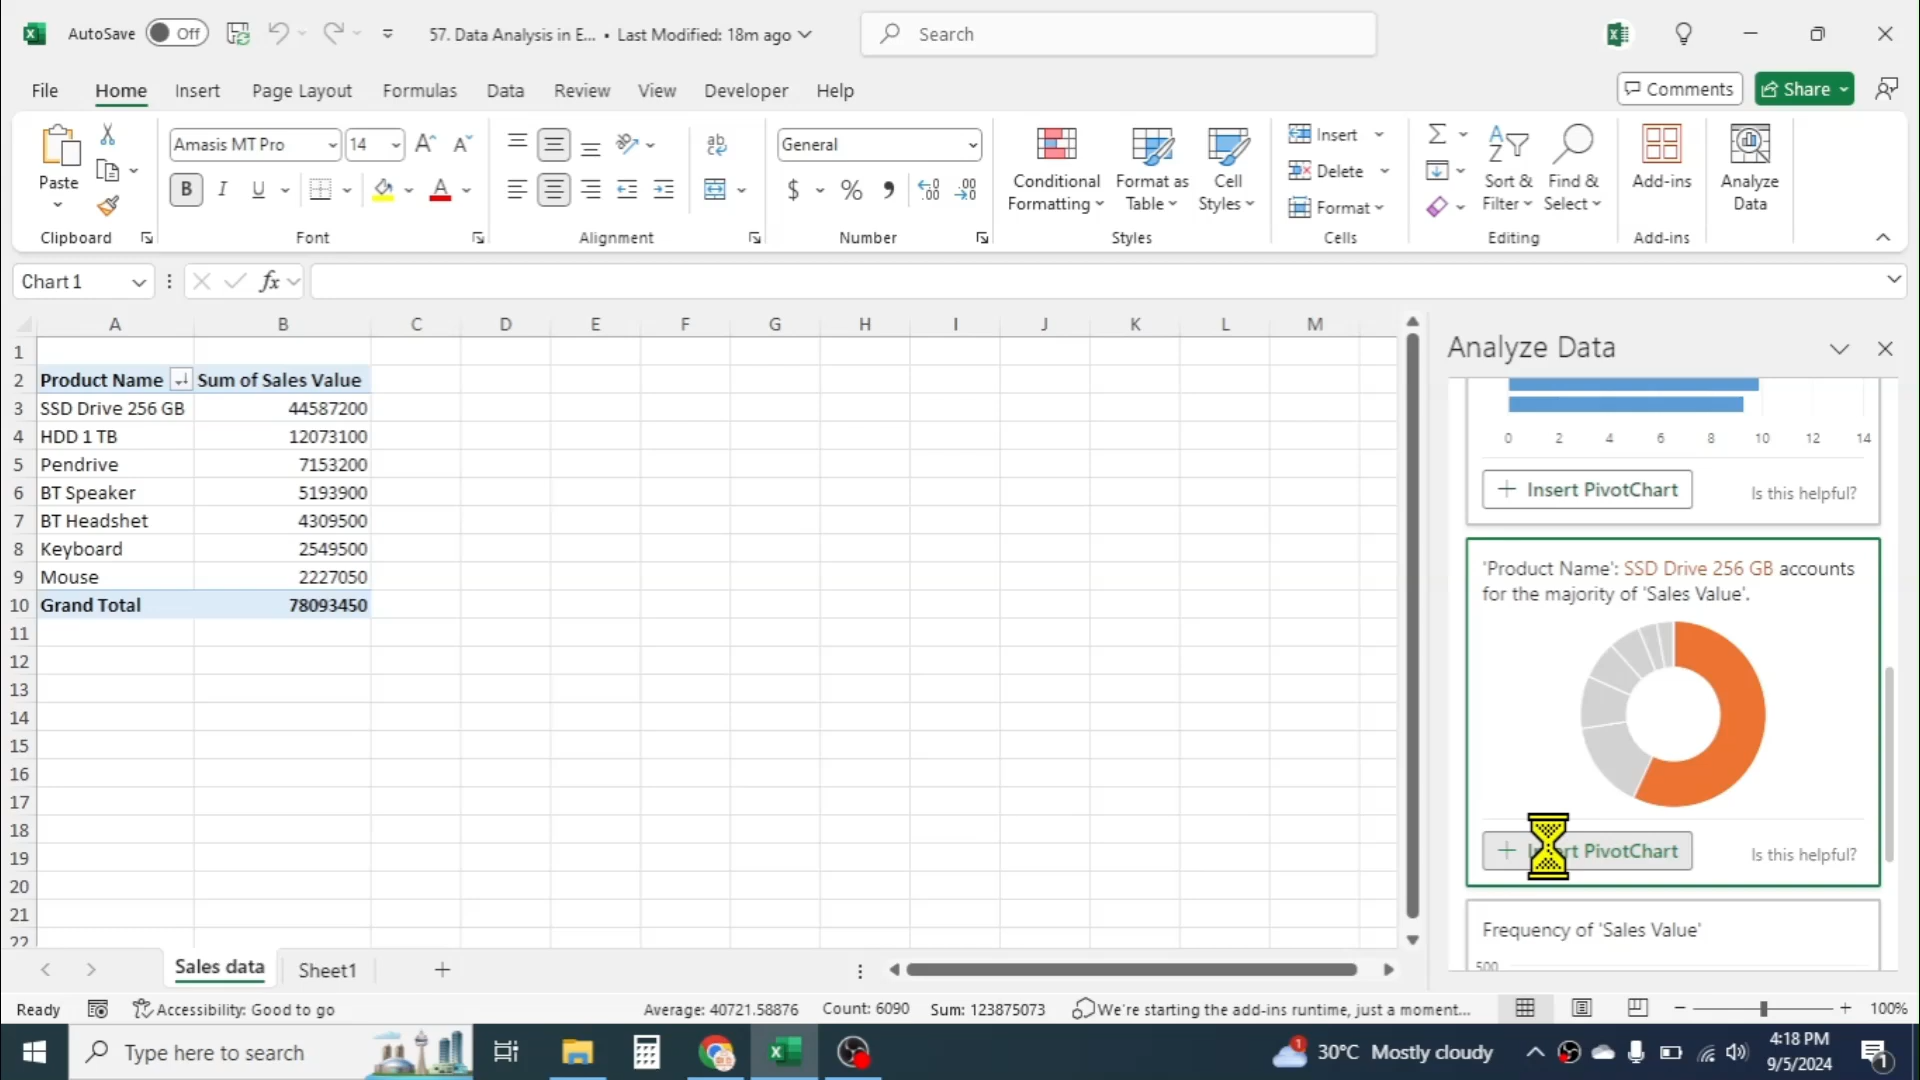 AutoSave Off 57. Data Analysis in E... • Last Modified: 18m ago Search
File Home Insert Page Layout Formulas Data Review View Developer Help Comments Share
Paste
Clipboard
Amasis MT Pro 14
B I U A
Font
ab
Alignment
General
$ % .00 .00
Number
Conditional Formatting
Format as Table
Cell Styles
Styles
Insert
Delete
Format
Cells
Sort & Filter
Find & Select
Editing
Add-ins
Add-ins
Analyze Data
Chart 1 fx
A B C D E F G H I J K L M
1
2 Product Name Sum of Sales Value
3 SSD Drive 256 GB 44587200
4 HDD 1 TB 12073100
5 Pendrive 7153200
6 BT Speaker 5193900
7 BT Headshet 4309500
8 Keyboard 2549500
9 Mouse 2227050
10 Grand Total 78093450
11
12
13
14
15
16
17
18
19
20
21
22
Analyze Data
0 2 4 6 8 10 12 14
+ Insert PivotChart Is this helpful?
'Product Name': SSD Drive 256 GB accounts
for the majority of 'Sales Value'.
PivotChart Is this helpful?
Frequency of 'Sales Value'
500
Sales data Sheet1 +
Ready Accessibility: Good to go Average: 40721.58876 Count: 6090 Sum: 123875073 We're starting the add-ins runtime, just a moment... 100%
Type here to search 1 30°C Mostly cloudy 4:18 PM
9/5/2024 1